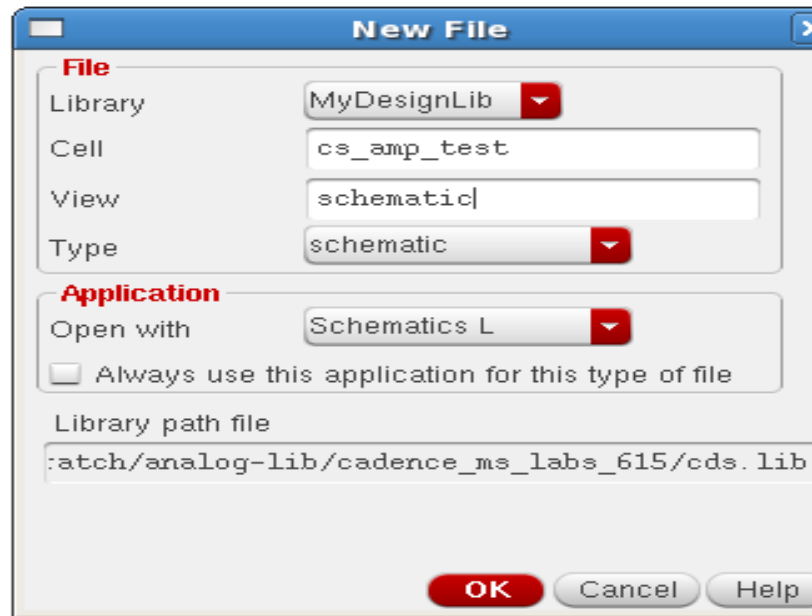 New File
File
Library MyDesignLib
Cell cs_amp_test
View schematic
Type schematic
Application
Open with Schematics L
Always use this application for this type of file
Library path file
ratch/analog-lib/cadence_ms_labs_615/cds.lib
OK Cancel Help